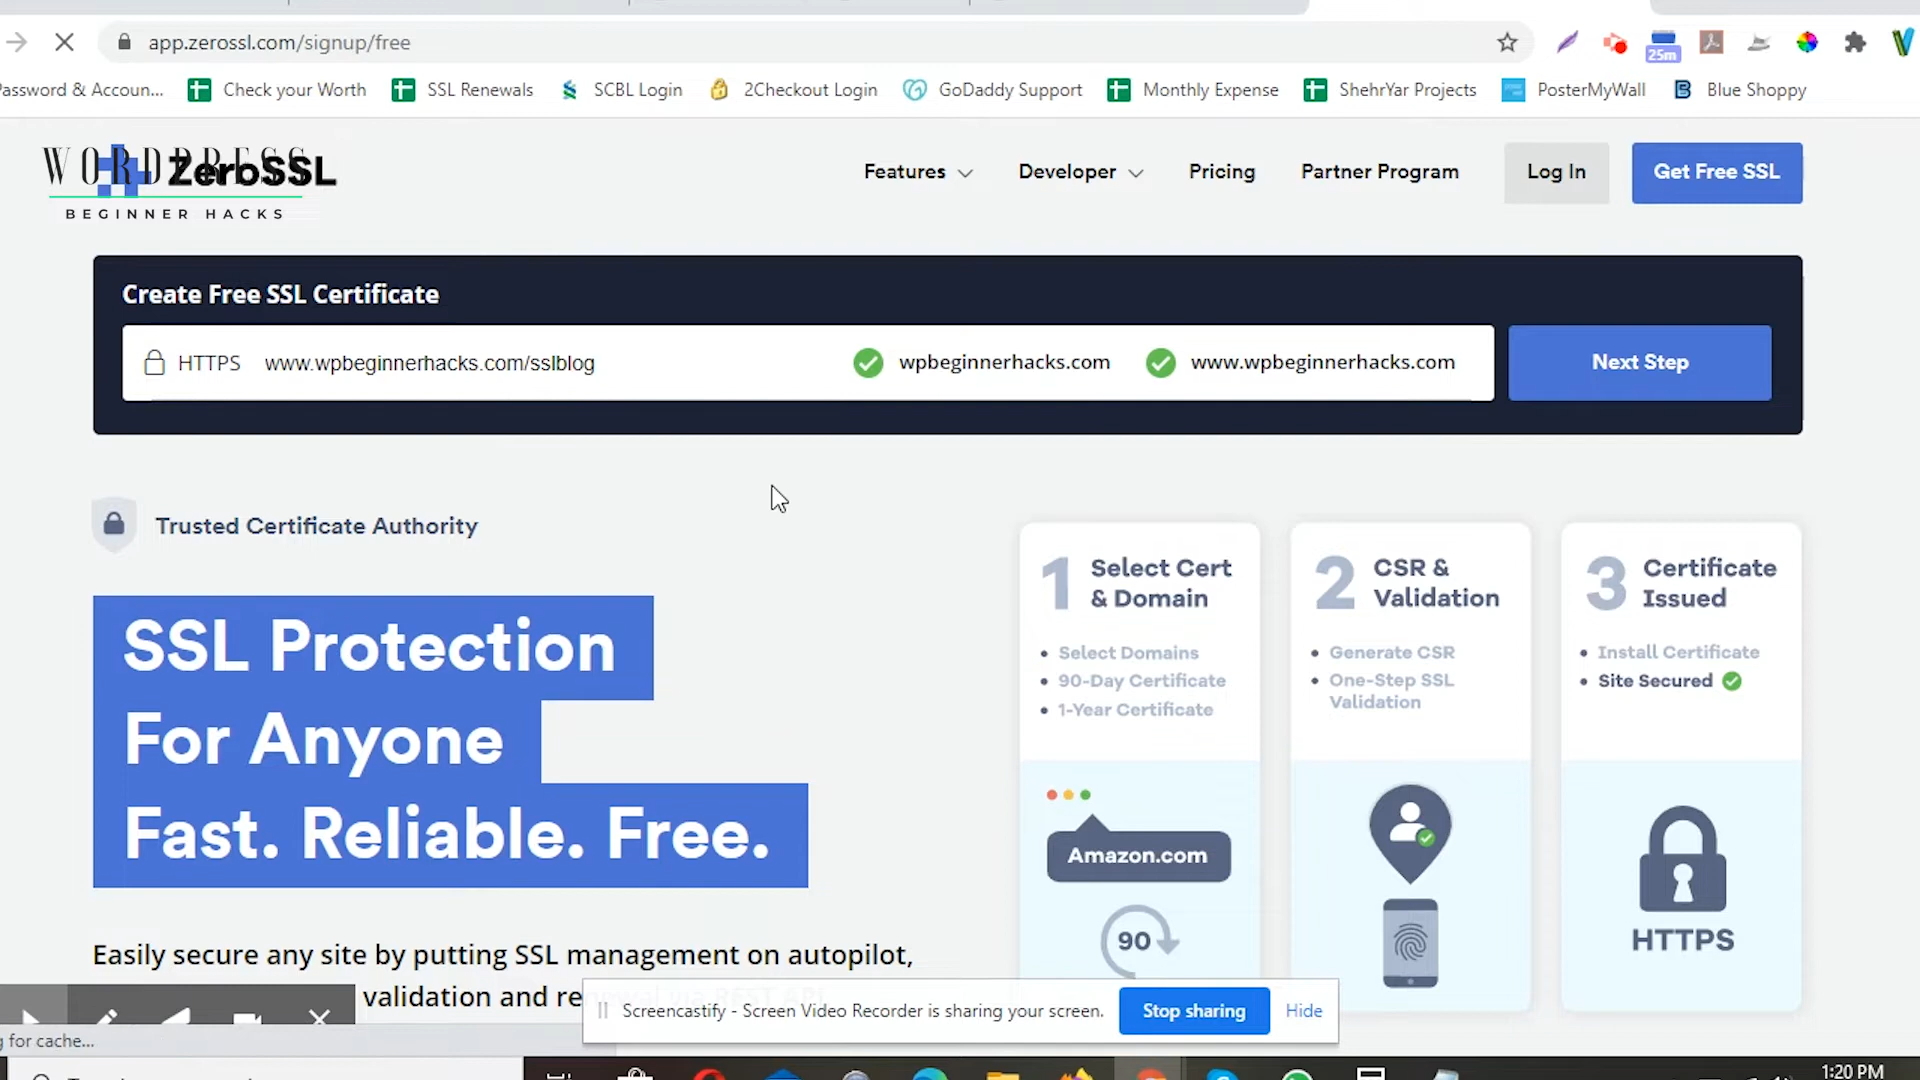 app.zerossl.com/signup/free
25m
assword & Accoun...
Check your Worth
SSL Renewals
SCBL Login
2Checkout Login
GoDaddy Support
Monthly Expense
ShehrYar Projects
PosterMyWall
Blue Shoppy
WORDPRESS
BEGINNER HACKS
ZeroSSL
Features
Developer
Pricing
Partner Program
Log In
Get Free SSL
Create Free SSL Certificate
HTTPS
www.wpbeginnerhacks.com/sslblog
wpbeginnerhacks.com
www.wpbeginnerhacks.com
Next Step
Trusted Certificate Authority
SSL Protection
For Anyone
Fast. Reliable. Free.
Easily secure any site by putting SSL management on autopilot,
validation and renewal via REST API.
1 Select Cert
& Domain
• Select Domains
• 90-Day Certificate
• 1-Year Certificate
Amazon.com
90
2 CSR &
Validation
• Generate CSR
• One-Step SSL
Validation
3 Certificate
Issued
• Install Certificate
• Site Secured
HTTPS
Screencastify - Screen Video Recorder is sharing your screen.
Stop sharing
Hide
g for cache...
1:20 PM